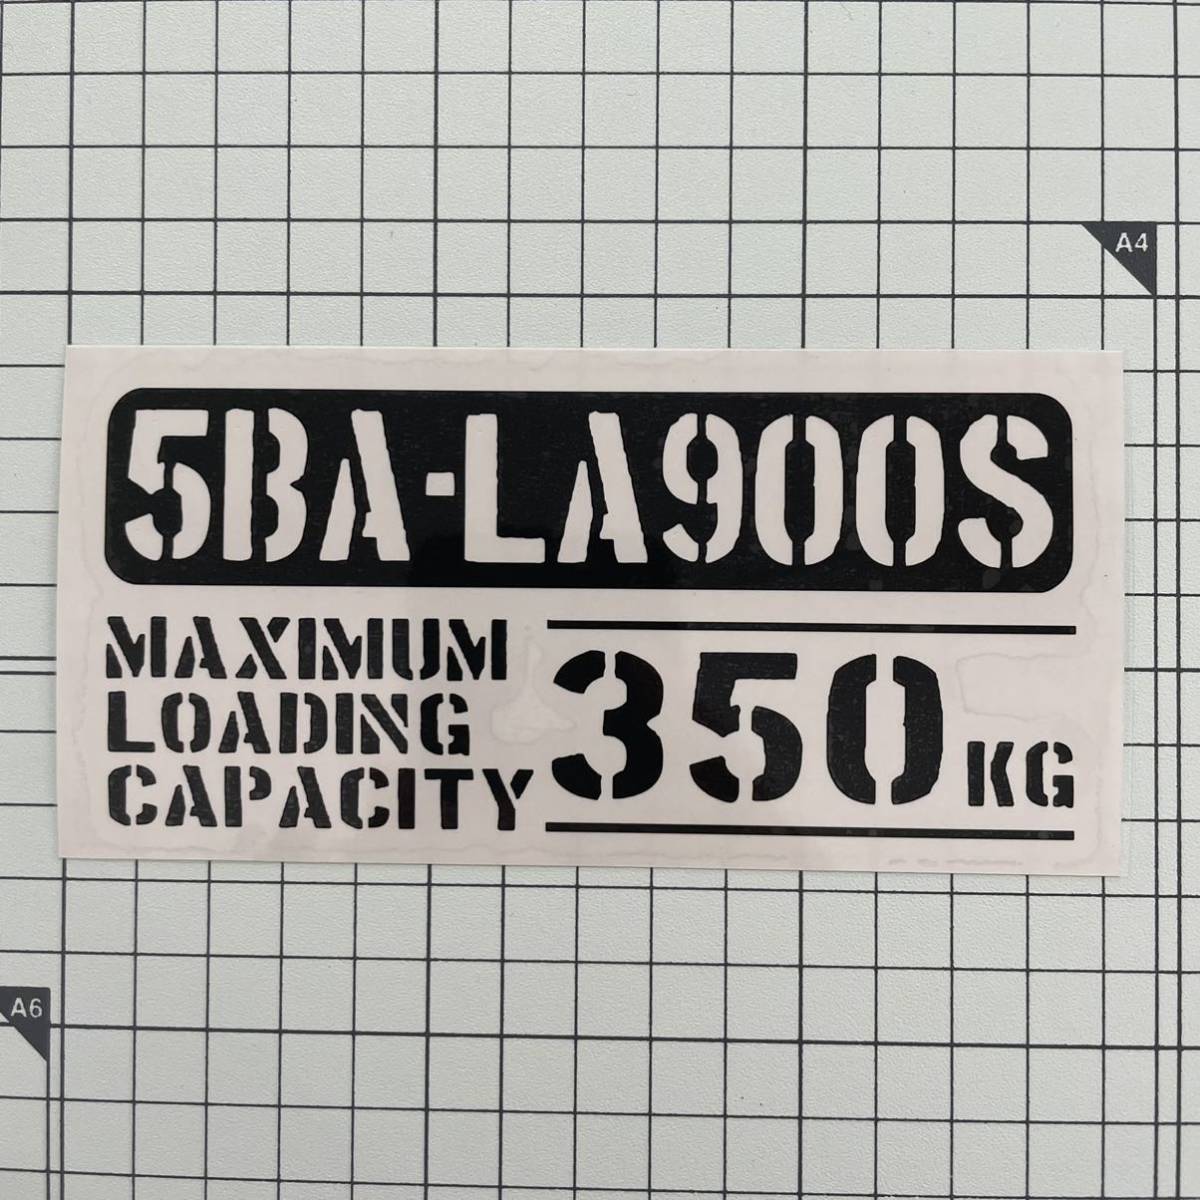 A4
5BA-LA900S
MAXIMUM
LOADING
CAPACITY
350 KG
A6